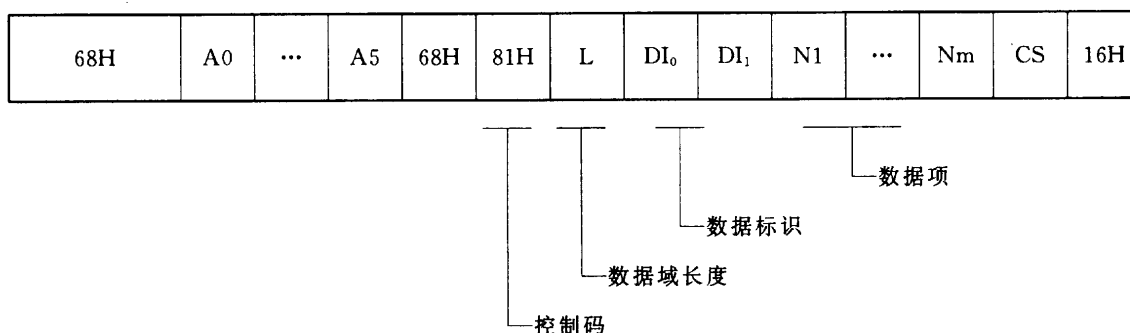 68H A0 … A5 68H 81H L DI₀ DI₁ N1 … Nm CS 16H
数据项
数据标识
数据域长度
控制码